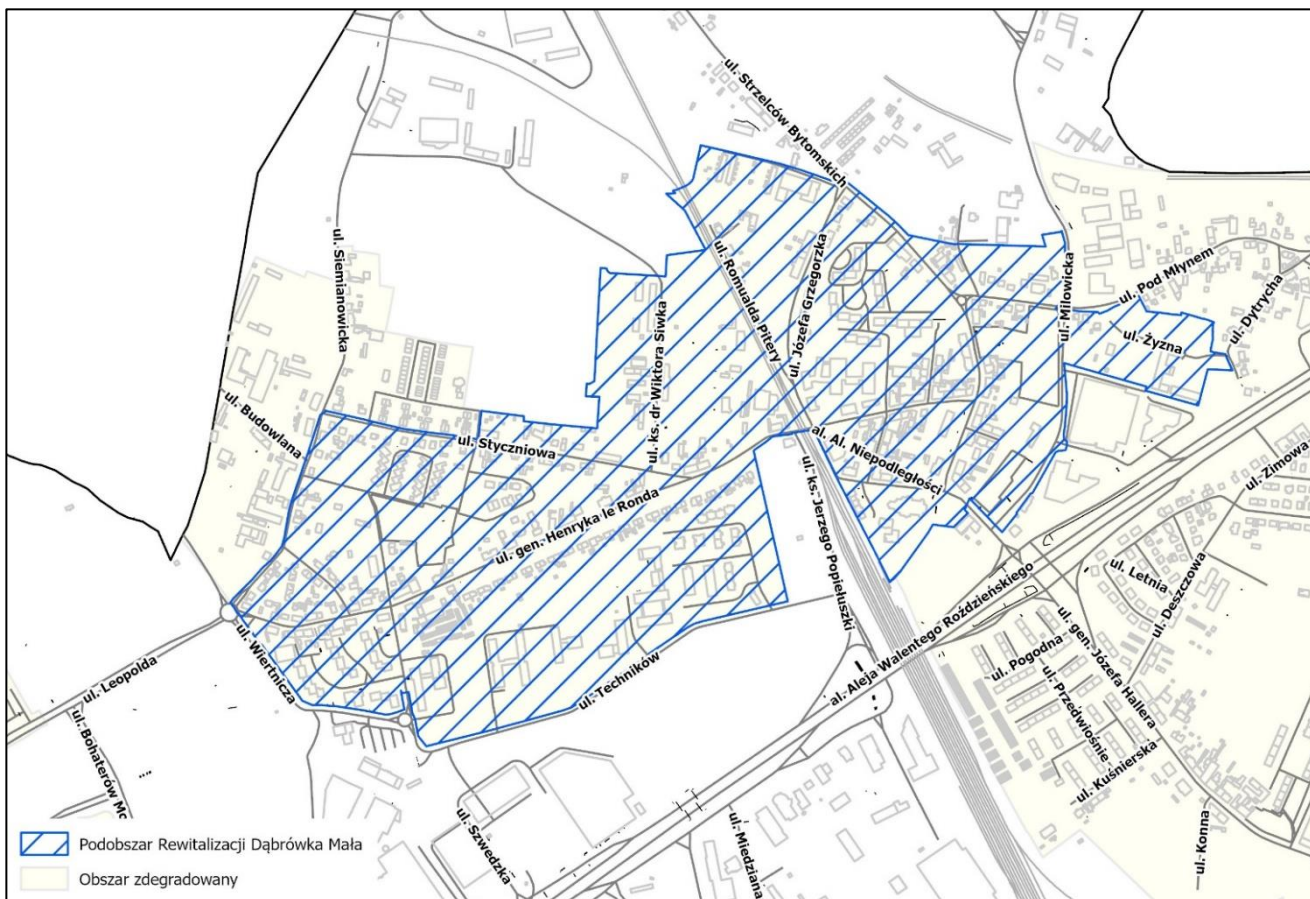 ul. Strzelców Bytomskich
ul. Siemianowicka
ul. Romualda Pitery
ul. Józefa Grzegorzka
ul. Milowicka
ul. Pod Młynem
ul. Dytrycha
ul. Żyzna
ul. ks. dr Wiktora Siwka
ul. Budowlana
ul. Styczniowa
al. Al. Niepodległości
ul. gen. Henryka le Ronda
ul. ks. Jerzego Popiełuszki
ul. Zimowa
ul. Letnia
ul. Deszczowa
al. Aleja Walentego Roździeńskiego
ul. Wiertnicza
ul. Leopolda
ul. Techników
ul. Pogodna
ul. gen. Józefa Hallera
ul. Przedwiośnie
ul. Kuśnierska
ul. Bohaterów Mo
ul. Szwedzka
ul. Miedziana
ul. Konna
Podobszar Rewitalizacji Dąbrówka Mała
Obszar zdegradowany